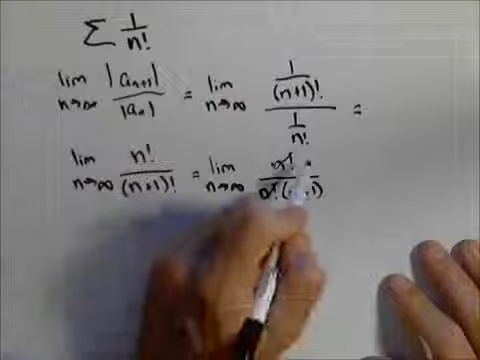 ∑ 1/n!
lim n→∞ |aₙ₊₁|/|aₙ| = lim n→∞ (1/(n+1)!)/(1/n!) =
lim n→∞ n!/(n+1)! = lim n→∞ n!/n!(